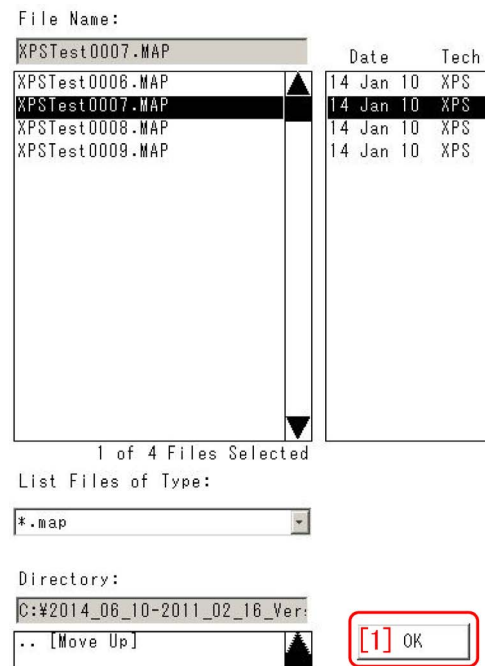 File Name:
XPSTest0007.MAP
Date Tech
XPSTest0006.MAP 14 Jan 10 XPS
XPSTest0007.MAP 14 Jan 10 XPS
XPSTest0008.MAP 14 Jan 10 XPS
XPSTest0009.MAP 14 Jan 10 XPS
1 of 4 Files Selected
List Files of Type:
*.map
Directory:
C:¥2014_06_10-2011_02_16_Ver
.. [Move Up]
[1] OK